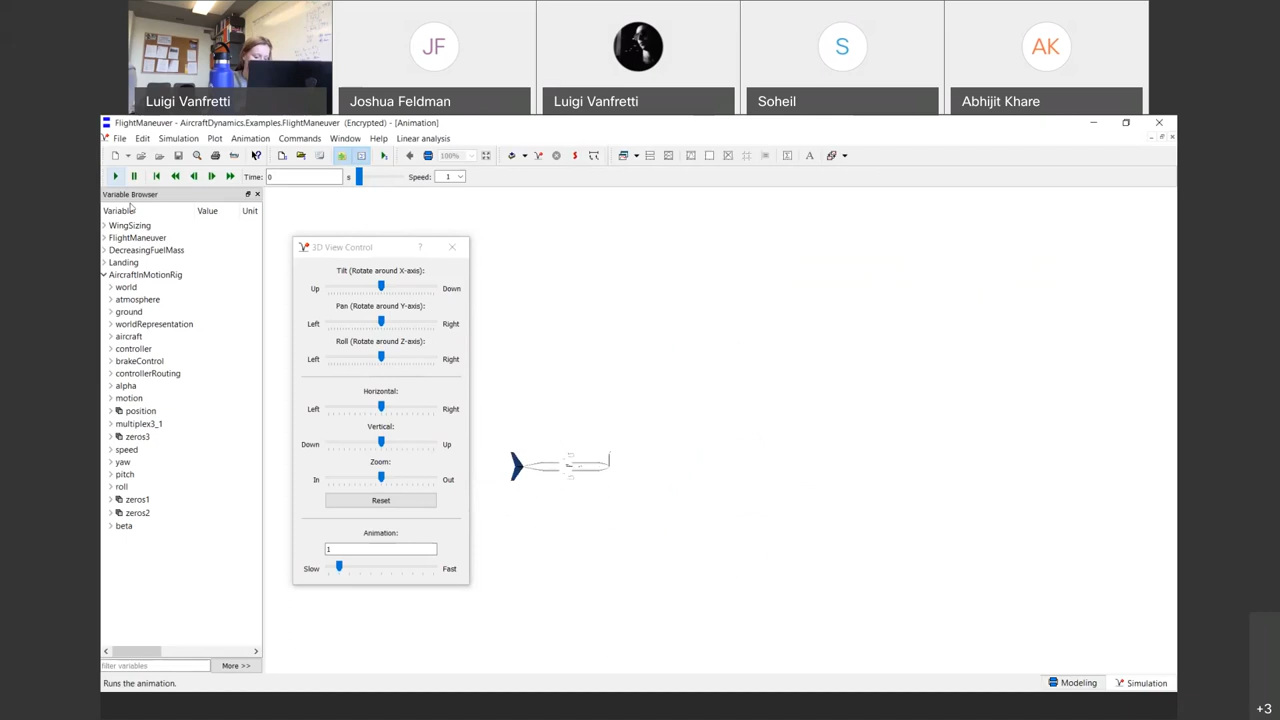 JF
S
AK
Luigi Vanfretti
Joshua Feldman
Luigi Vanfretti
Soheil
Abhijit Khare
FlightManeuver - AircraftDynamics.Examples.FlightManeuver (Encrypted) - [Animation]
File Edit Simulation Plot Animation Commands Window Help Linear analysis
100%
A
Time: 0 s Speed: 1
Variable Browser
Variable Value Unit
WingSizing
FlightManeuver
DecreasingFuelMass
Landing
AircraftInMotionRig
world
atmosphere
ground
worldRepresentation
aircraft
controller
brakeControl
controllerRouting
alpha
motion
position
multiplex3_1
zeros3
speed
yaw
pitch
roll
zeros1
zeros2
beta
filter variables More >>
3D View Control ?
Tilt (Rotate around X-axis):
Up Down
Pan (Rotate around Y-axis):
Left Right
Roll (Rotate around Z-axis):
Left Right
Horizontal:
Left Right
Vertical:
Down Up
Zoom:
In Out
Reset
Animation:
1
Slow Fast
Runs the animation.
Modeling Simulation
+3